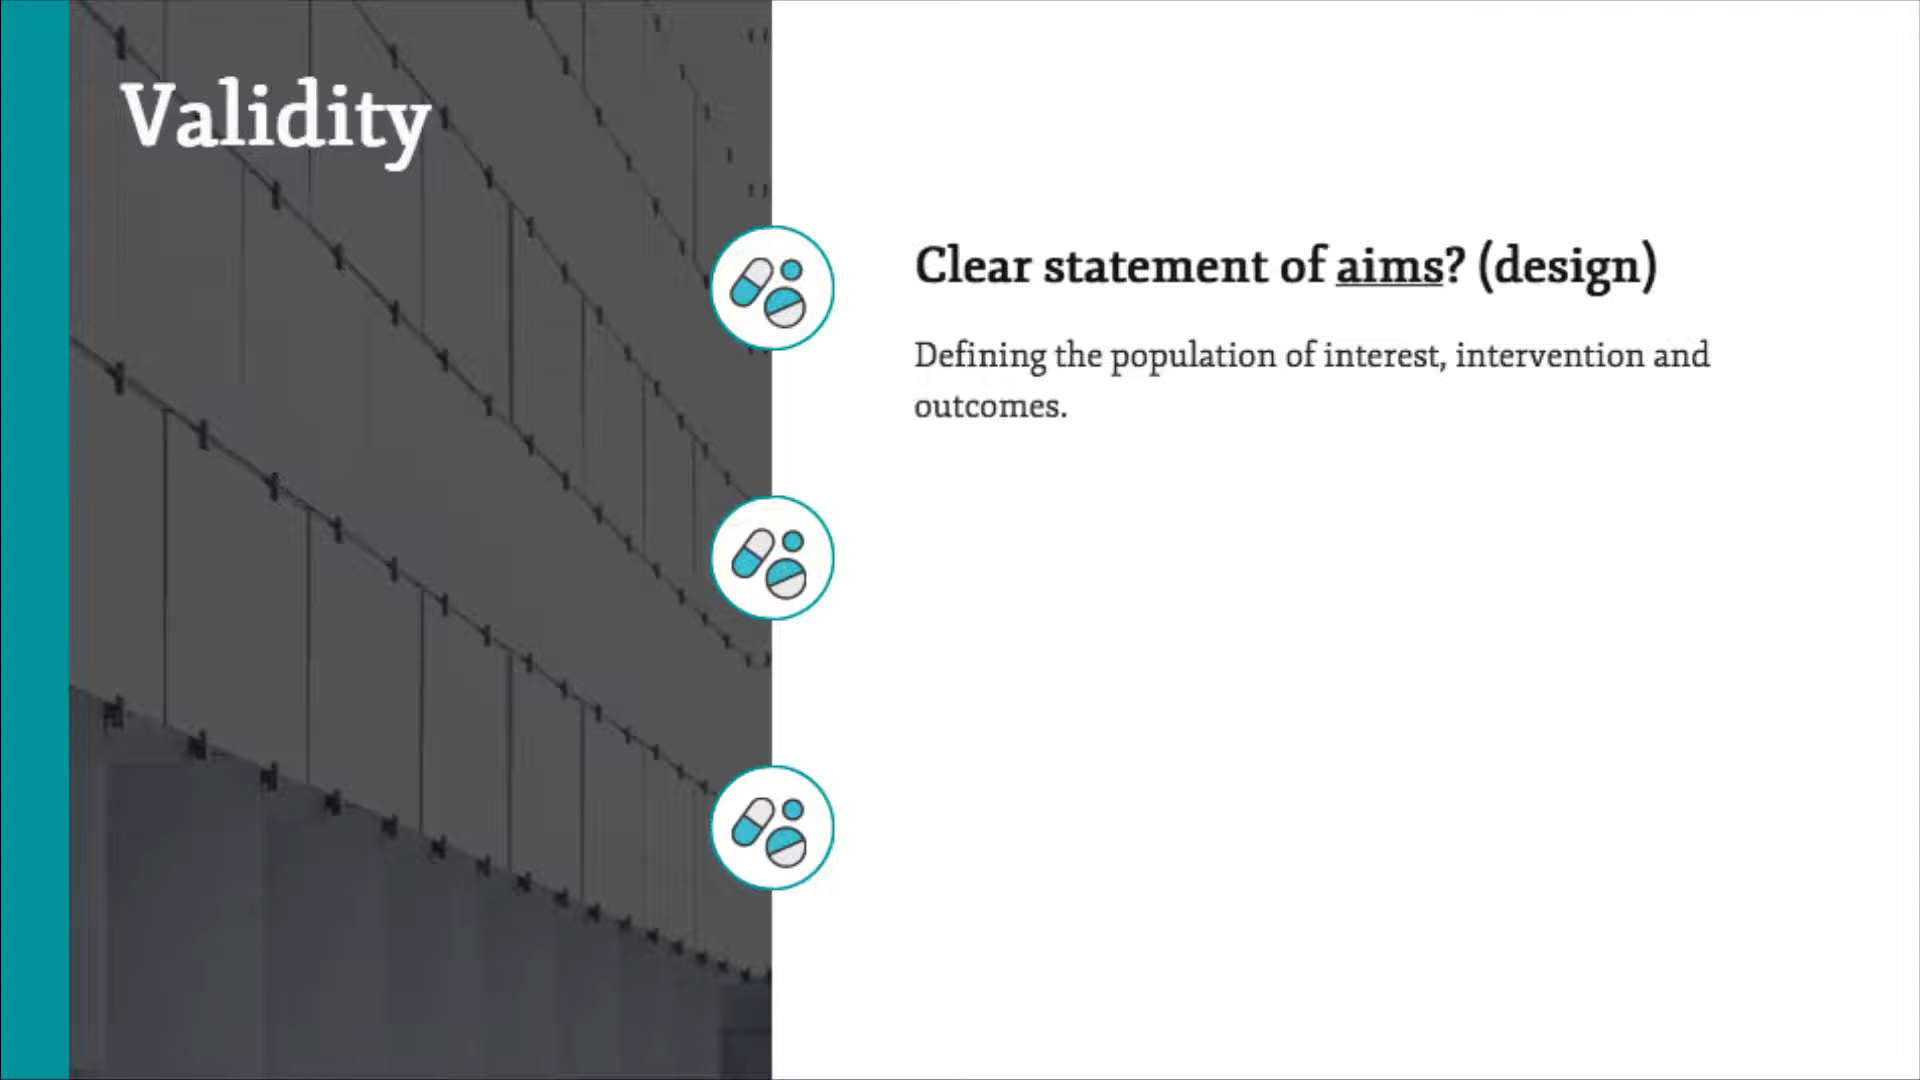 Validity
Clear statement of aims? (design)
Defining the population of interest, intervention and
outcomes.